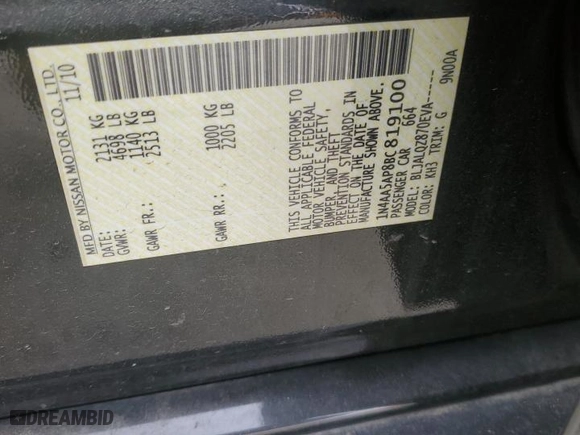 MFD BY NISSAN MOTOR CO., LTD.
DATE: 11/10
GVWR: 2131 KG
4698 LB
GAWR FR.: 1140 KG
2513 LB
GAWR RR.: 1000 KG
2205 LB
THIS VEHICLE CONFORMS TO
ALL APPLICABLE FEDERAL
MOTOR VEHICLE SAFETY,
BUMPER, AND THEFT
PREVENTION STANDARDS IN
EFFECT ON THE DATE OF
MANUFACTURE SHOWN ABOVE.
1N4AA5AP8BC819100
PASSENGER CAR 664
MODEL: BLJALQZ870EVA------
COLOR: KH3 TRIM: G 9N00A
DREAMBID